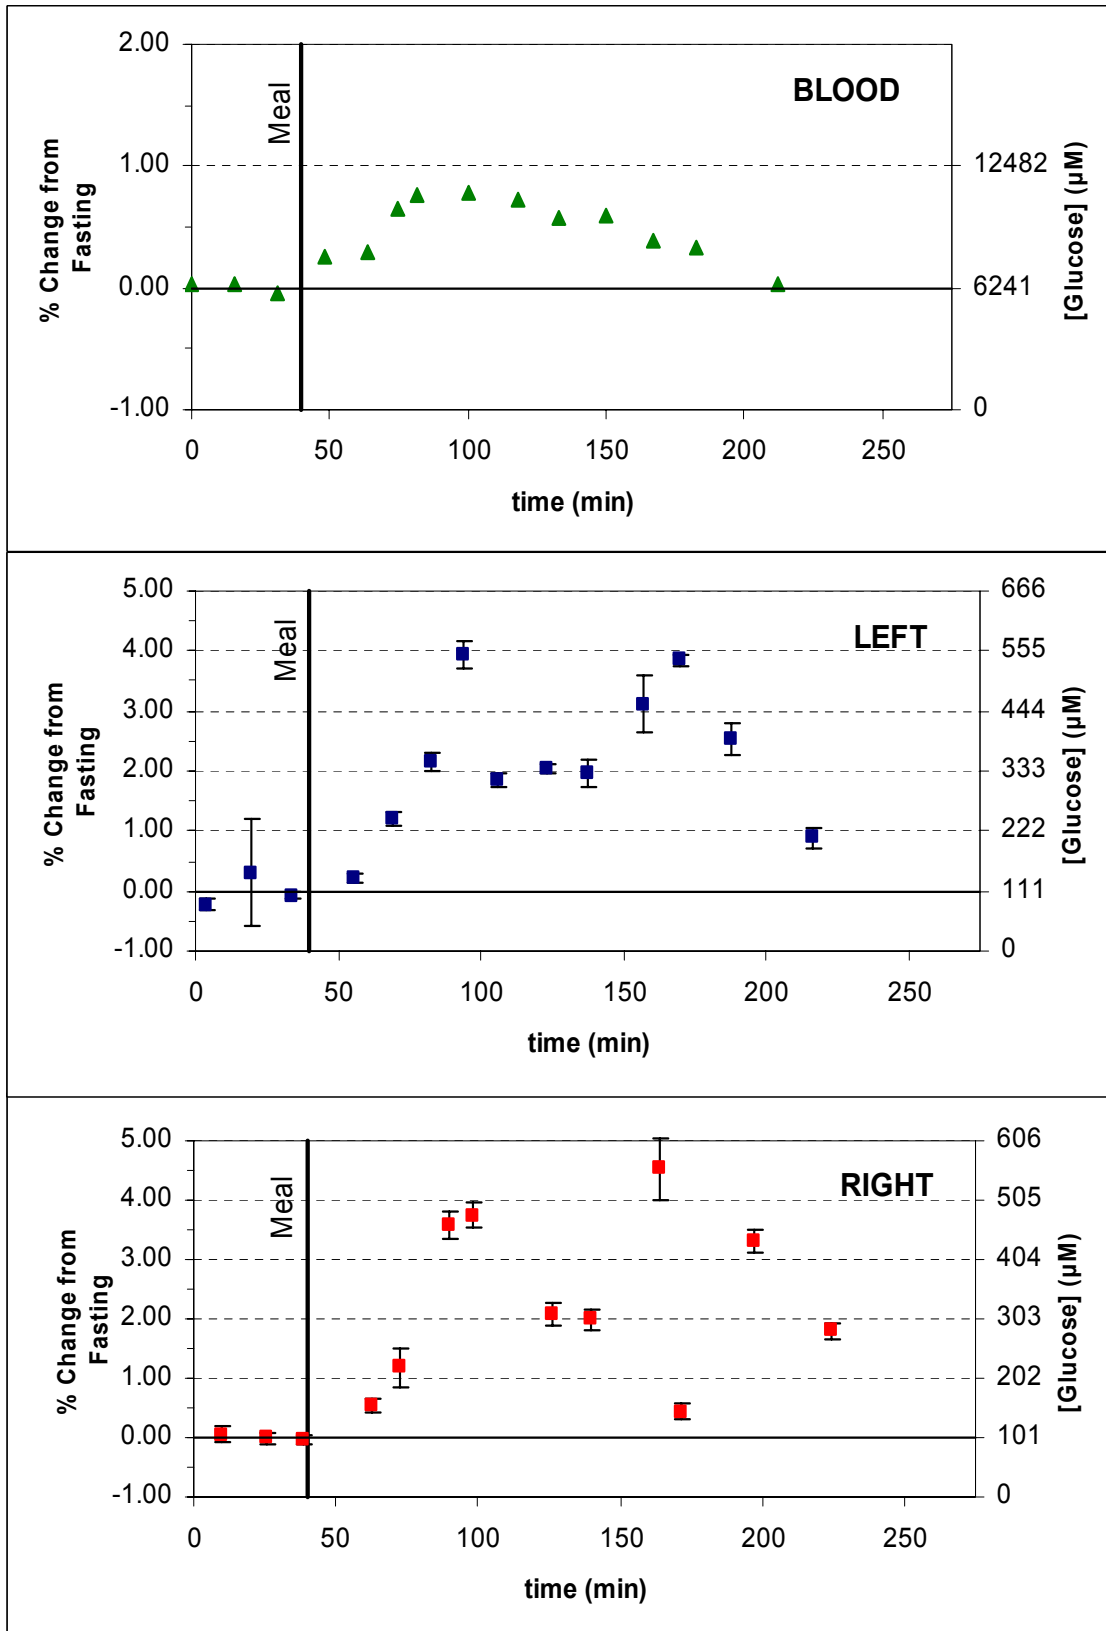 2.00
1.00
0.00
-1.00
% Change from
Fasting
Meal
BLOOD
12482
6241
0
[Glucose] (µM)
0 50 100 150 200 250
time (min)
5.00
4.00
3.00
2.00
1.00
0.00
-1.00
% Change from
Fasting
Meal
LEFT
666
555
444
333
222
111
0
[Glucose] (µM)
0 50 100 150 200 250
time (min)
5.00
4.00
3.00
2.00
1.00
0.00
-1.00
% Change from
Fasting
Meal
RIGHT
606
505
404
303
202
101
0
[Glucose] (µM)
0 50 100 150 200 250
time (min)